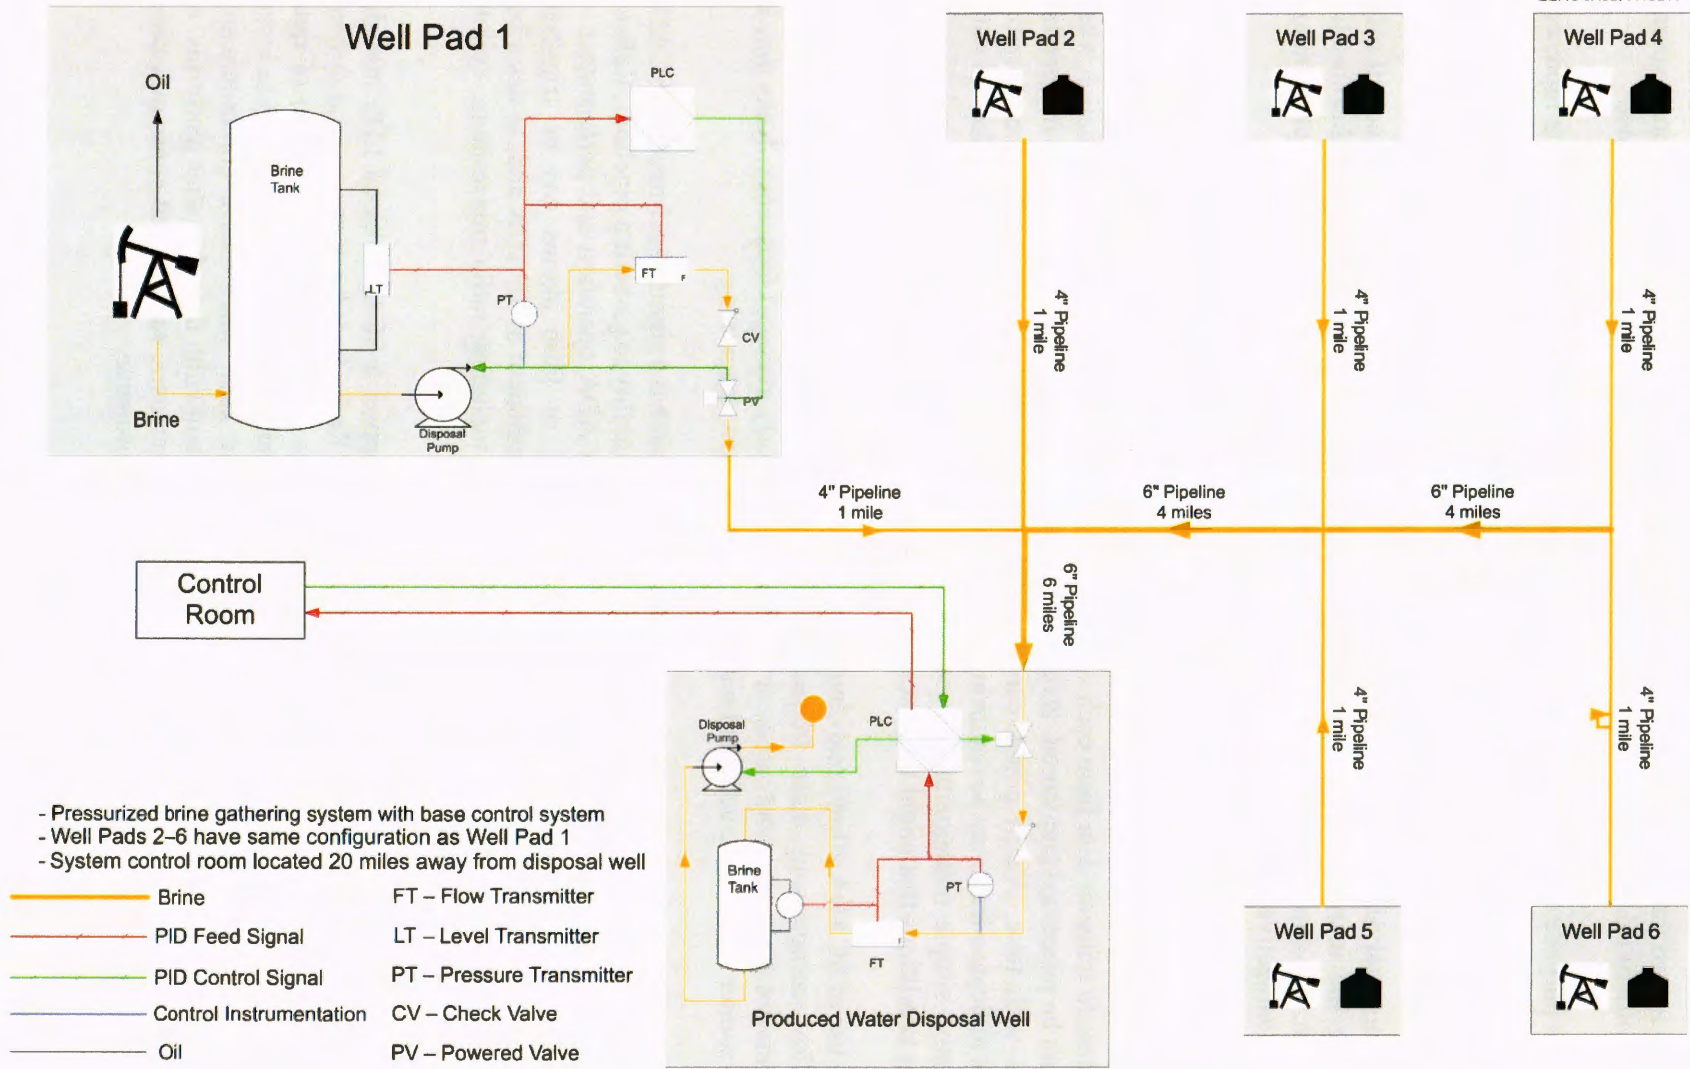 Well Pad 1
Oil
PLC
Brine
Tank
LT
PT
FT
F
CV
PV
Disposal
Pump
Brine
Well Pad 2
Well Pad 3
Well Pad 4
4" Pipeline
1 mile
4" Pipeline
1 mile
4" Pipeline
1 mile
4" Pipeline
1 mile
6" Pipeline
4 miles
6" Pipeline
4 miles
6" Pipeline
6 miles
4" Pipeline
1 mile
4" Pipeline
1 mile
Control
Room
Disposal
Pump
PLC
Brine
Tank
PT
FT
F
Produced Water Disposal Well
Well Pad 5
Well Pad 6
- Pressurized brine gathering system with base control system
- Well Pads 2–6 have same configuration as Well Pad 1
- System control room located 20 miles away from disposal well
Brine
PID Feed Signal
PID Control Signal
Control Instrumentation
Oil
FT – Flow Transmitter
LT – Level Transmitter
PT – Pressure Transmitter
CV – Check Valve
PV – Powered Valve